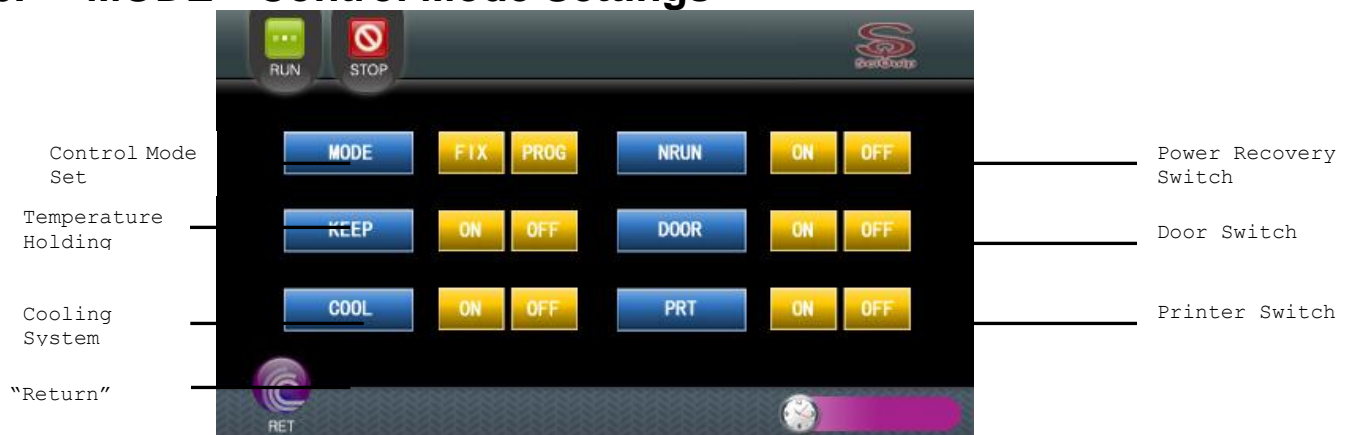 "MODE" Control Mode Settings
RUN STOP
Control Mode
Set
MODE FIX PROG NRUN ON OFF
Power Recovery
Switch
Temperature
Holding
KEEP ON OFF DOOR ON OFF
Door Switch
Cooling
System
COOL ON OFF PRT ON OFF
Printer Switch
“Return”
RET